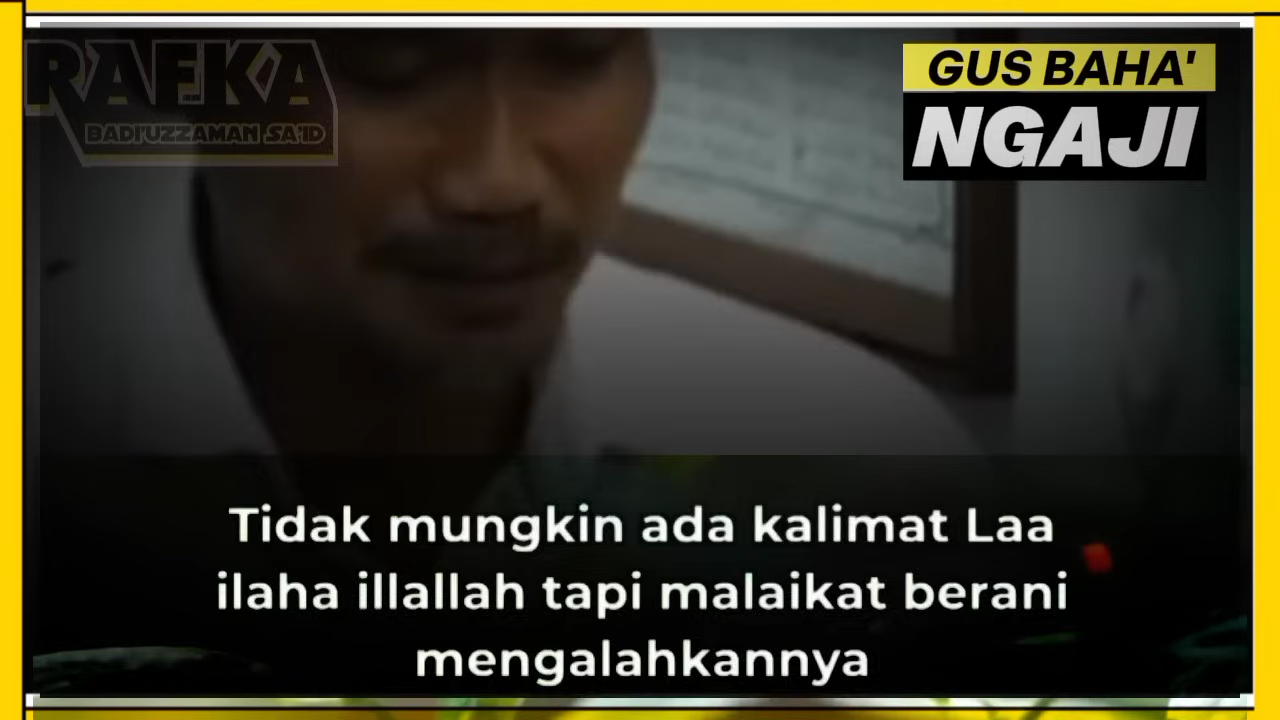 RAFKA
BADI'UZZAMAN SA'ID
GUS BAHA'
NGAJI
Tidak mungkin ada kalimat Laa
ilaha illallah tapi malaikat berani
mengalahkannya